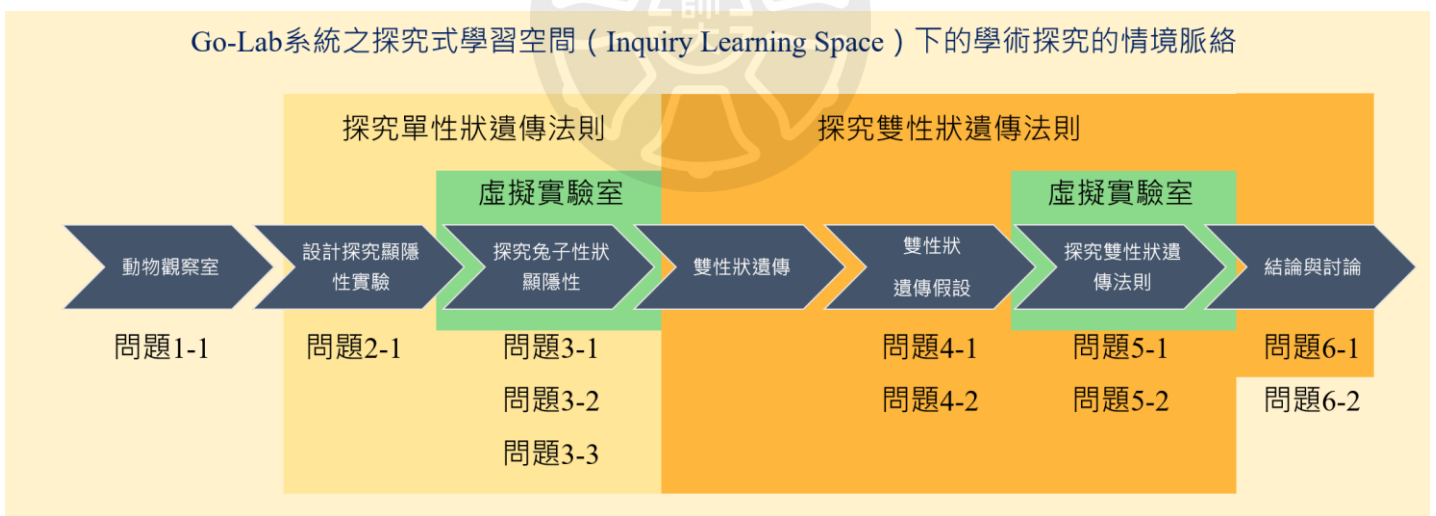 Go-Lab系統之探究式學習空間（Inquiry Learning Space）下的學術探究的情境脈絡
探究單性狀遺傳法則
探究雙性狀遺傳法則
虛擬實驗室
虛擬實驗室
動物觀察室
設計探究顯隱
性實驗
探究兔子性狀
顯隱性
雙性狀遺傳
雙性狀
遺傳假設
探究雙性狀遺
傳法則
結論與討論
問題1-1
問題2-1
問題3-1
問題3-2
問題3-3
問題4-1
問題4-2
問題5-1
問題5-2
問題6-1
問題6-2